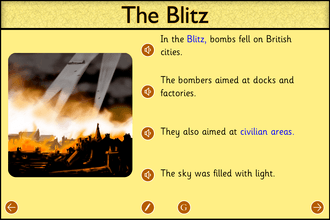 The Blitz
In the Blitz, bombs fell on British
cities.
The bombers aimed at docks and
factories.
They also aimed at civilian areas.
The sky was filled with light.
G